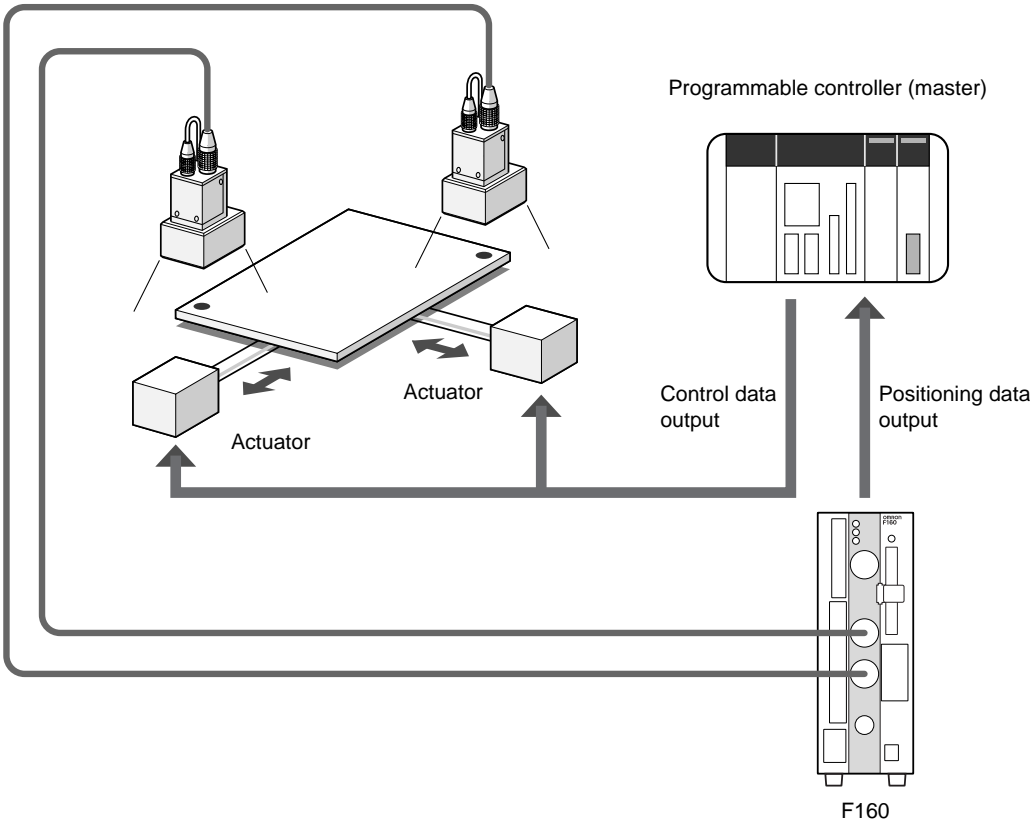 Programmable controller (master)
Actuator
Actuator
Control data
output
Positioning data
output
OMRON
F160
F160